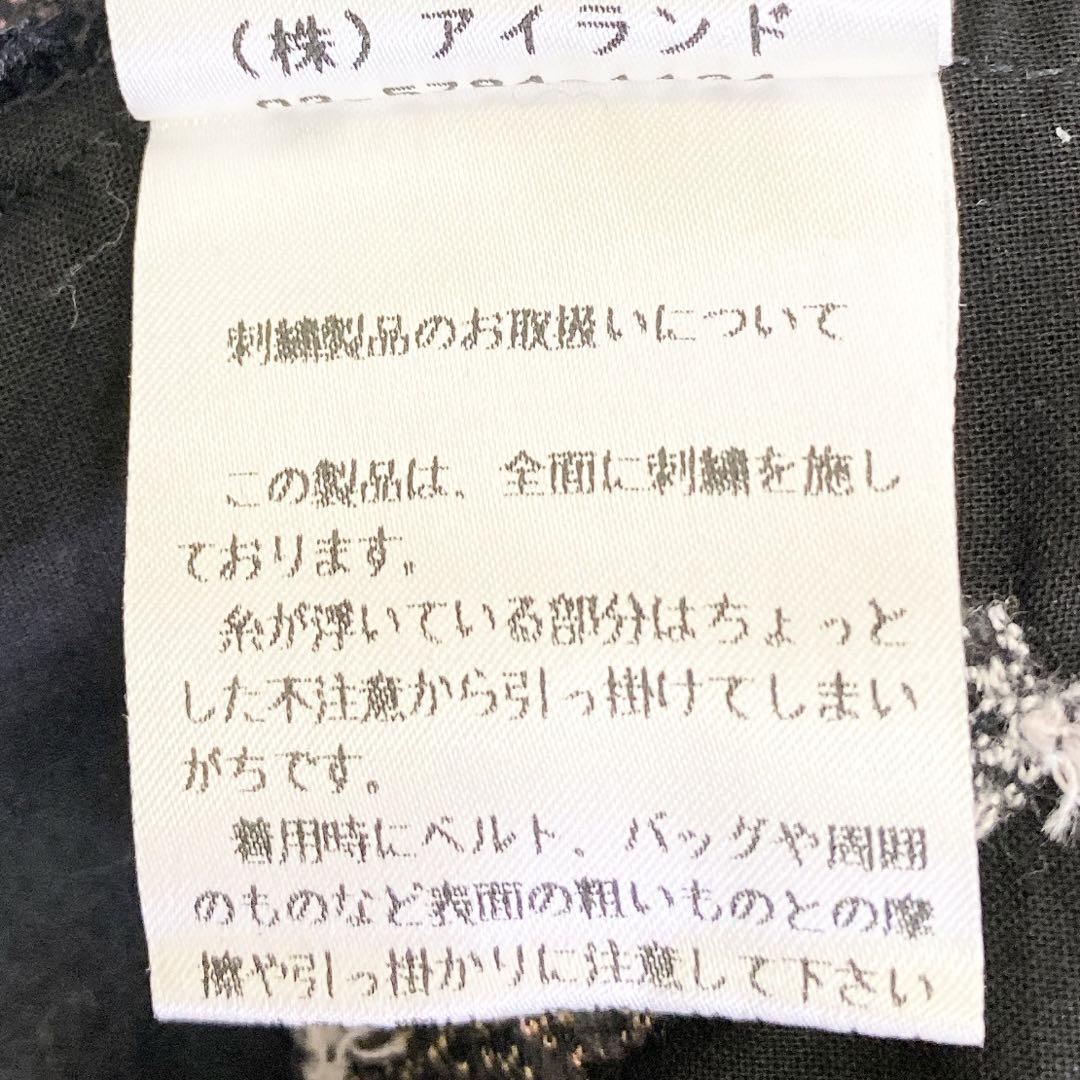 （株）アイランド
刺繍製品のお取扱いについて
この製品は、全面に刺繍を施し
ております。
糸が浮いている部分はちょっと
した不注意から引っ掛けてしまい
がちです。
着用時にベルト、バッグや周囲
のものなど表面の粗いものとの摩
擦や引っ掛かりに注意して下さい